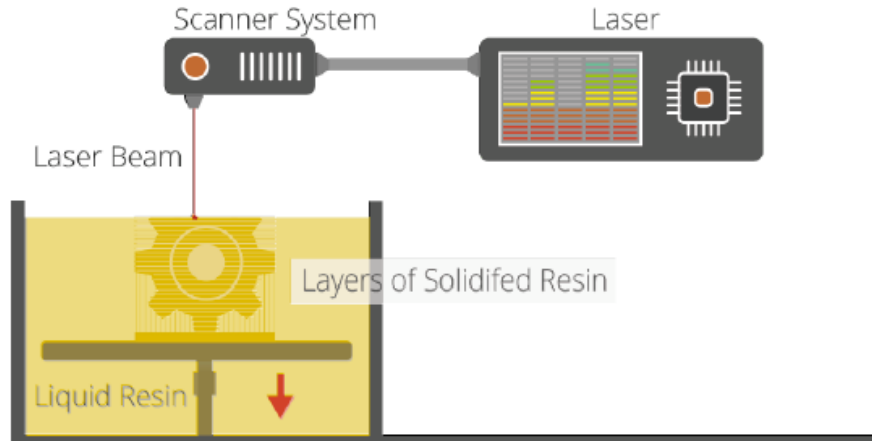 Scanner System
Laser
Laser Beam
Layers of Solidifed Resin
Liquid Resin